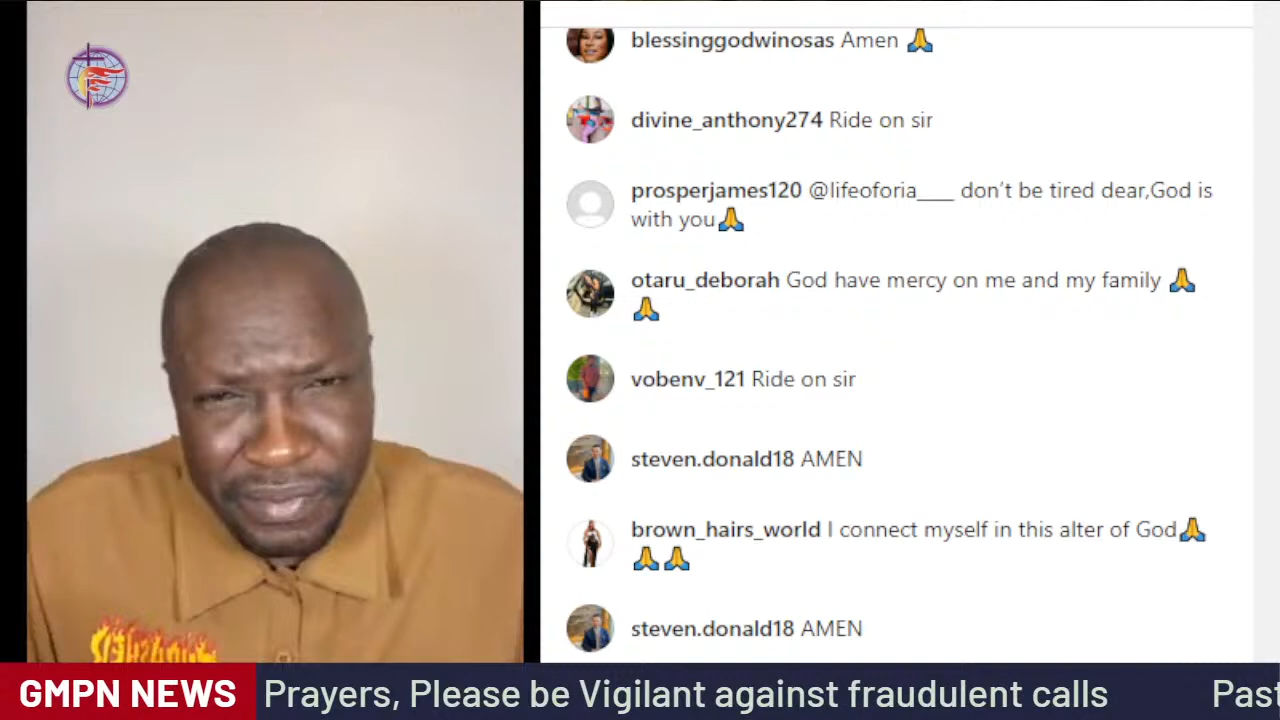 blessinggodwinosas Amen 🙏
divine_anthony274 Ride on sir
prosperjames120 @lifeoforia____ don't be tired dear,God is
with you🙏
otaru_deborah God have mercy on me and my family 🙏
🙏
vobenv_121 Ride on sir
steven.donald18 AMEN
brown_hairs_world I connect myself in this alter of God🙏
🙏🙏
steven.donald18 AMEN
GMPN NEWS Prayers, Please be Vigilant against fraudulent calls Past